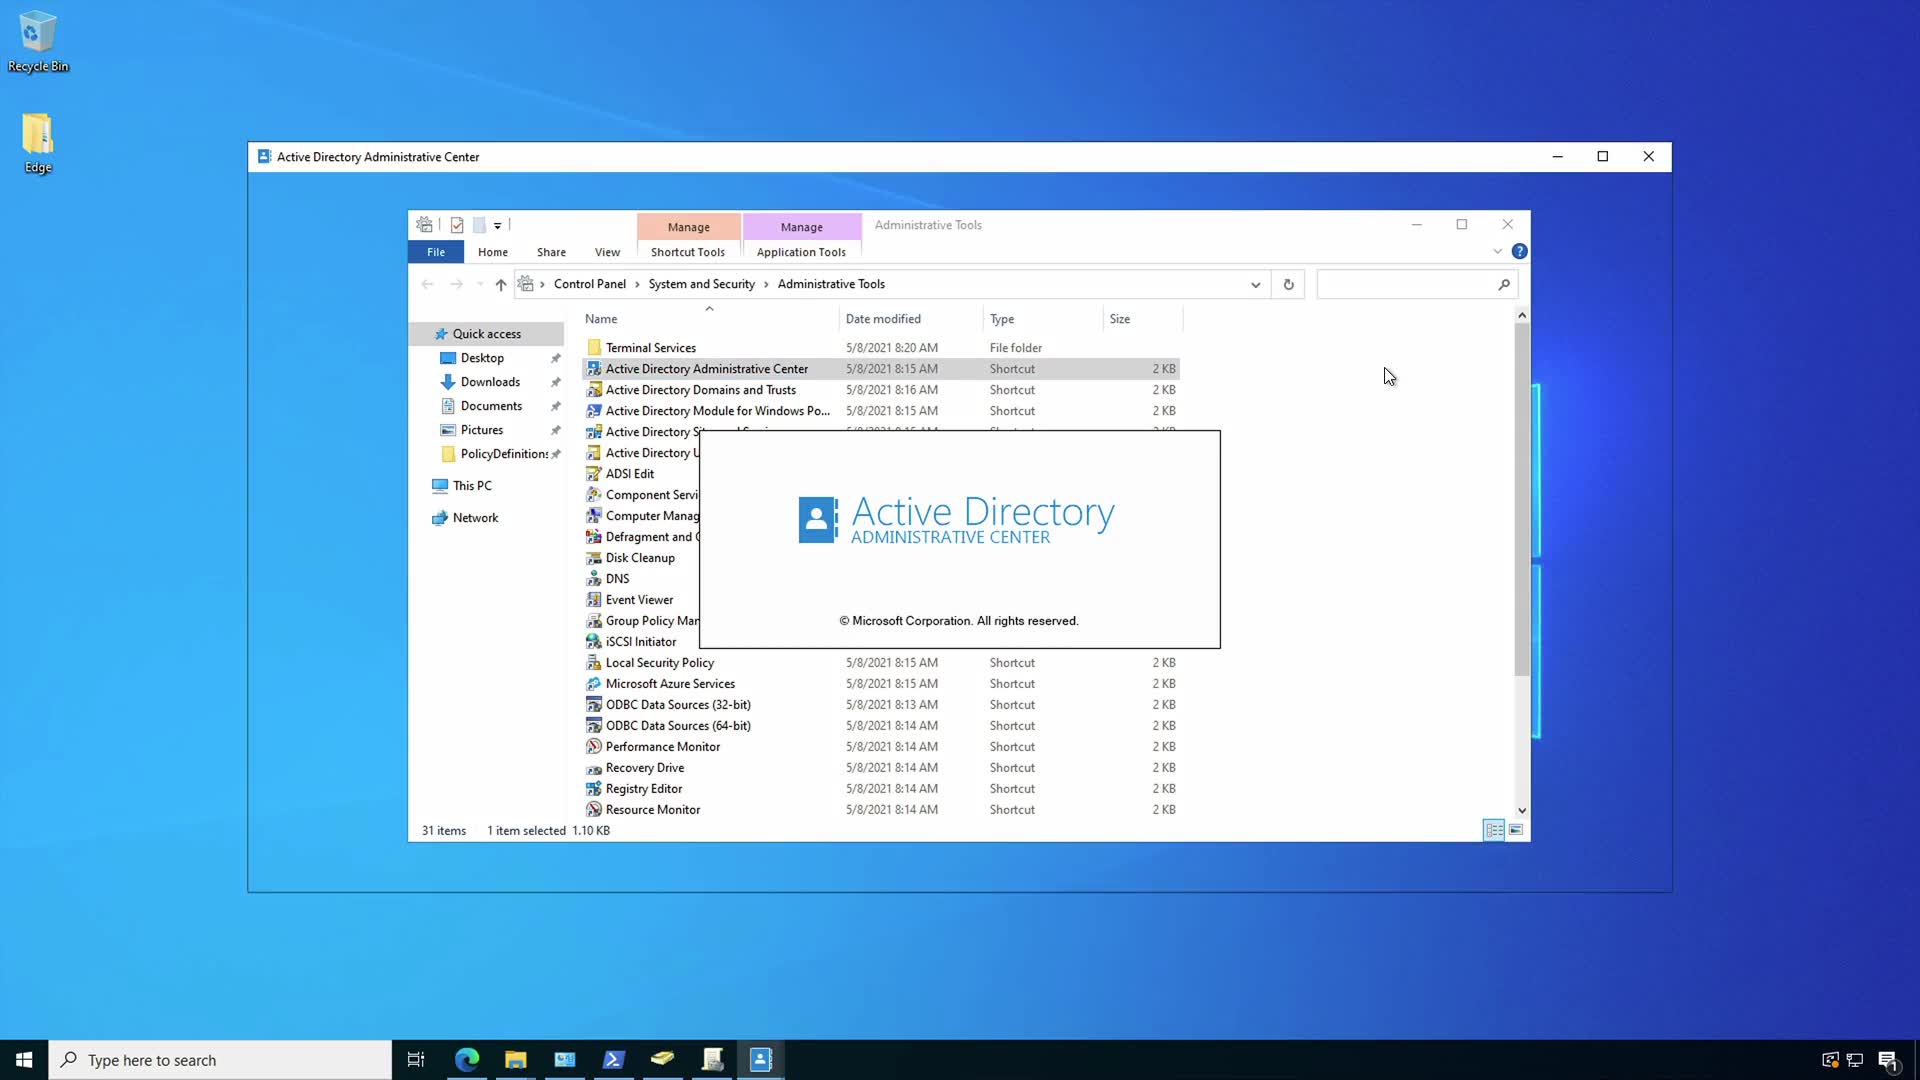 Recycle Bin
Edge
Active Directory Administrative Center
Manage
Manage
Administrative Tools
File
Home
Share
View
Shortcut Tools
Application Tools
Control Panel
System and Security
Administrative Tools
Quick access
Desktop
Downloads
Documents
Pictures
PolicyDefinitions
This PC
Network
Name Date modified Type Size
Terminal Services 5/8/2021 8:20 AM File folder
Active Directory Administrative Center 5/8/2021 8:15 AM Shortcut 2 KB
Active Directory Domains and Trusts 5/8/2021 8:16 AM Shortcut 2 KB
Active Directory Module for Windows Po... 5/8/2021 8:15 AM Shortcut 2 KB
Active Directory
Active Directory U
ADSI Edit
Component Servi
Computer Manag
Defragment and
Disk Cleanup
DNS
Event Viewer
Group Policy Man
iSCSI Initiator
Local Security Policy 5/8/2021 8:15 AM Shortcut 2 KB
Microsoft Azure Services 5/8/2021 8:15 AM Shortcut 2 KB
ODBC Data Sources (32-bit) 5/8/2021 8:13 AM Shortcut 2 KB
ODBC Data Sources (64-bit) 5/8/2021 8:14 AM Shortcut 2 KB
Performance Monitor 5/8/2021 8:14 AM Shortcut 2 KB
Recovery Drive 5/8/2021 8:14 AM Shortcut 2 KB
Registry Editor 5/8/2021 8:14 AM Shortcut 2 KB
Resource Monitor 5/8/2021 8:14 AM Shortcut 2 KB
Active Directory
ADMINISTRATIVE CENTER
© Microsoft Corporation. All rights reserved.
31 items
1 item selected 1.10 KB
Type here to search
1